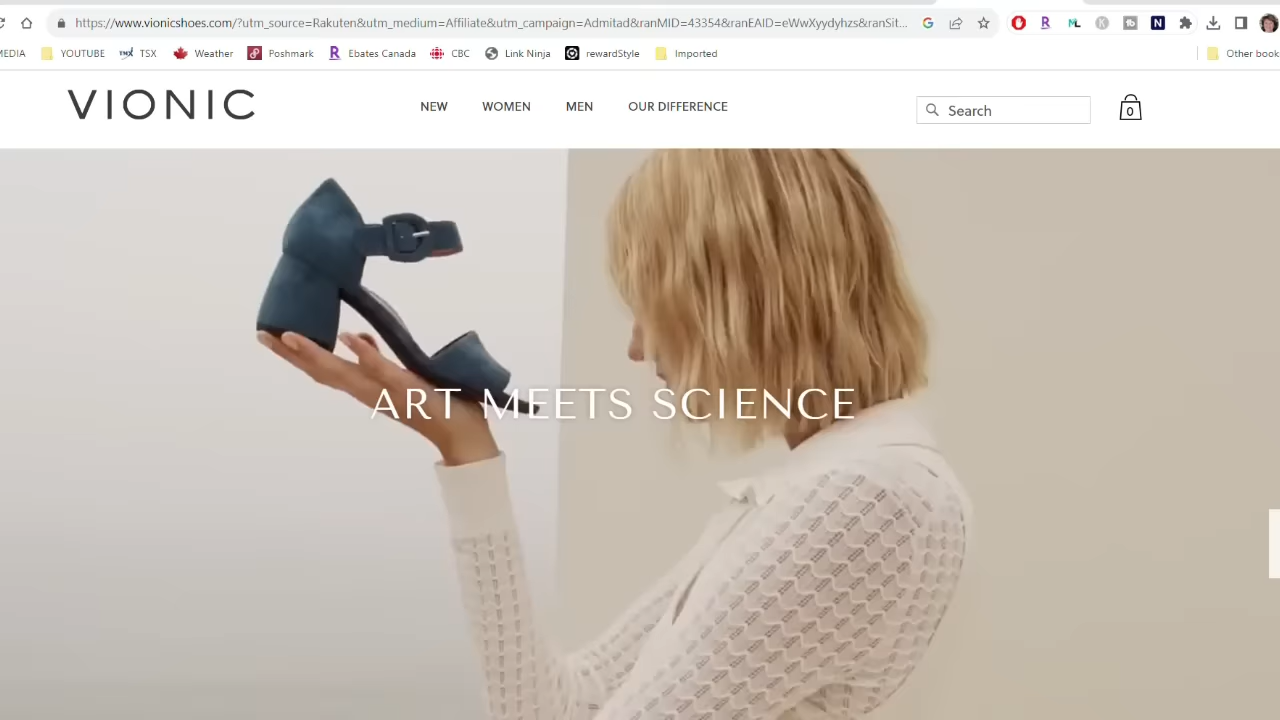 https://www.vionicshoes.com/?utm_source=Rakuten&utm_medium=Affiliate&utm_campaign=Admitad&ranMID=43354&ranEAID=eWwXyydyhzs&ranSit...
MEDIA YOUTUBE TMX TSX Weather Poshmark R Ebates Canada CBC Link Ninja rewardStyle Imported Other book
VIONIC
NEW WOMEN MEN OUR DIFFERENCE
Search
0
ART MEETS SCIENCE